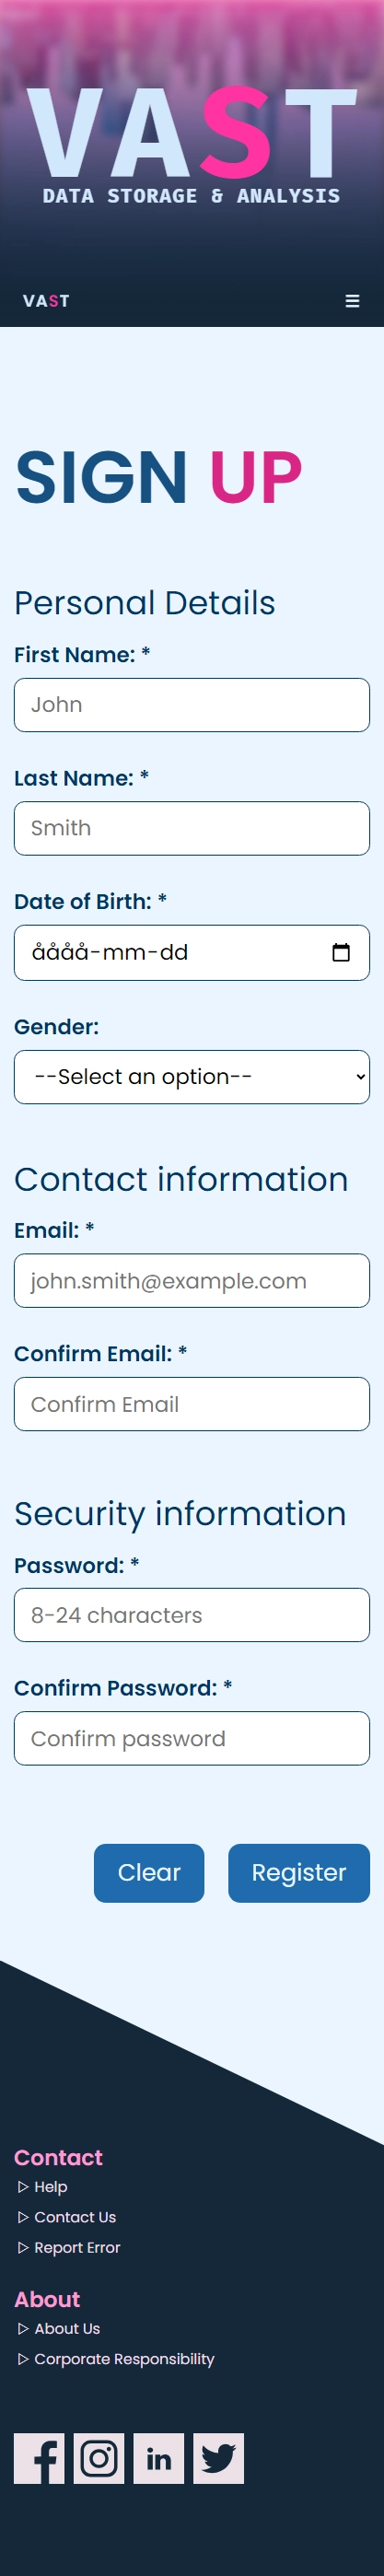 VAST
DATA STORAGE & ANALYSIS
VAST
SIGN UP
Personal Details
First Name: *
John
Last Name: *
Smith
Date of Birth: *
åååå-mm-dd
Gender:
--Select an option--
Contact information
Email: *
john.smith@example.com
Confirm Email: *
Confirm Email
Security information
Password: *
8-24 characters
Confirm Password: *
Confirm password
Clear Register
Contact
▷ Help
▷ Contact Us
▷ Report Error
About
▷ About Us
▷ Corporate Responsibility